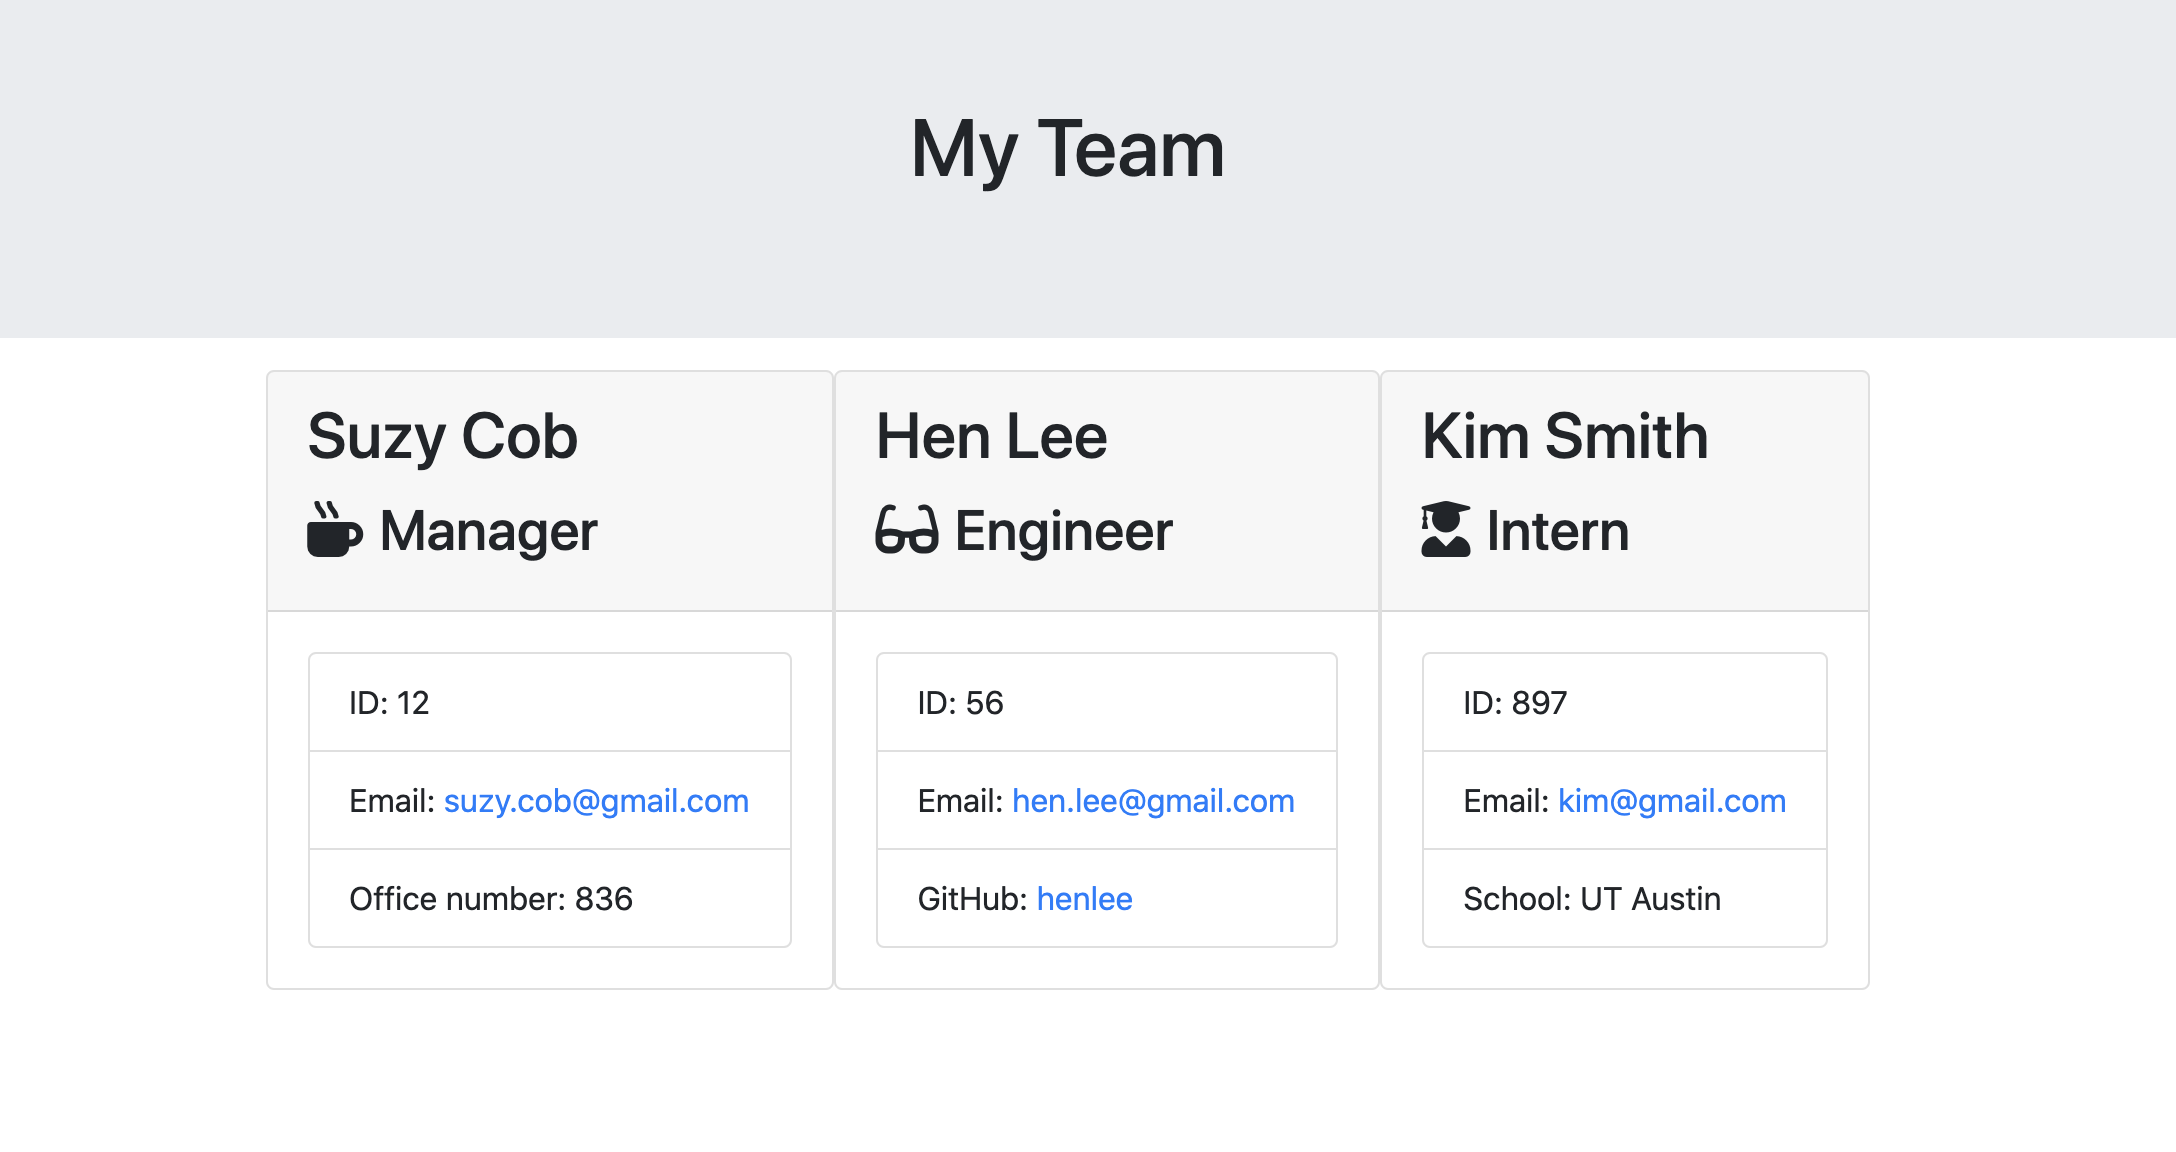 My Team
Suzy Cob
Manager
ID: 12
Email: suzy.cob@gmail.com
Office number: 836
Hen Lee
Engineer
ID: 56
Email: hen.lee@gmail.com
GitHub: henlee
Kim Smith
Intern
ID: 897
Email: kim@gmail.com
School: UT Austin